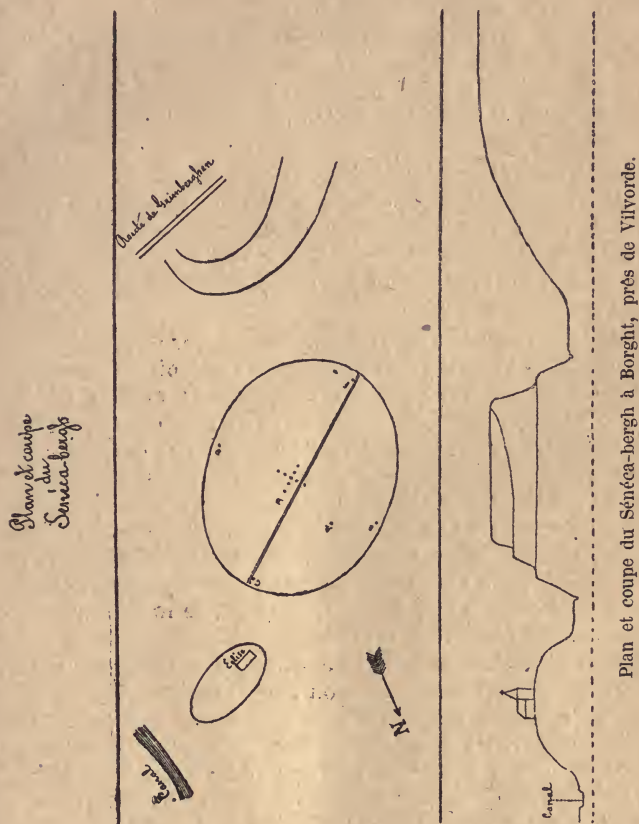 Plan et coupe
du
Sénéca-bergh
Route de Grimberghen
Eglise
Canal
N
Canal
Plan et coupe du Sénéca-bergh à Borght, près de Vilvorde.